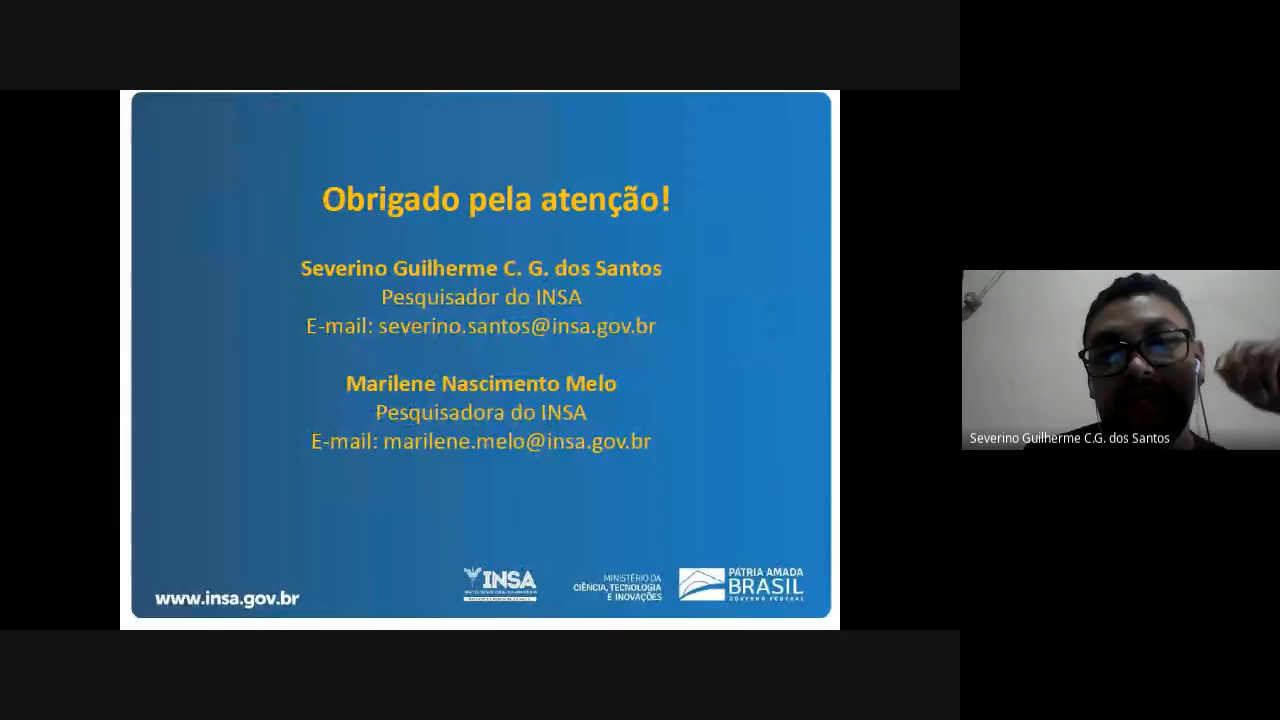 Obrigado pela atenção!
Severino Guilherme C. G. dos Santos
Pesquisador do INSA
E-mail: severino.santos@insa.gov.br
Marilene Nascimento Melo
Pesquisadora do INSA
E-mail: marilene.melo@insa.gov.br
www.insa.gov.br
INSA
MINISTÉRIO DA
CIÊNCIA, TECNOLOGIA
E INOVAÇÕES
PÁTRIA AMADA
BRASIL
GOVERNO FEDERAL
Severino Guilherme C.G. dos Santos